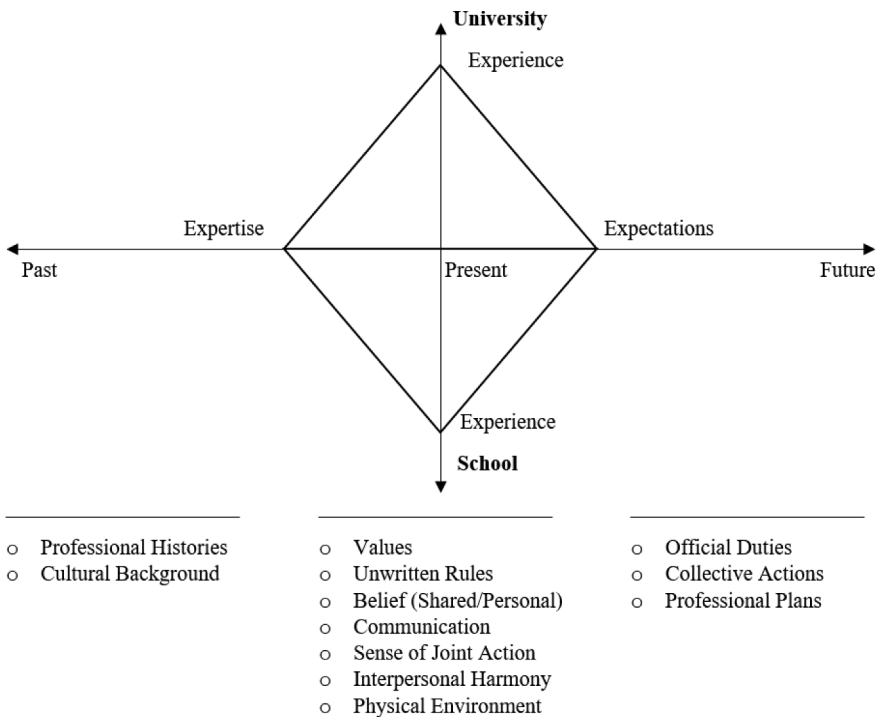 University
Experience
Expertise
Expectations
Past
Present
Future
Experience
School
o Professional Histories
o Cultural Background
o Values
o Unwritten Rules
o Belief (Shared/Personal)
o Communication
o Sense of Joint Action
o Interpersonal Harmony
o Physical Environment
o Official Duties
o Collective Actions
o Professional Plans